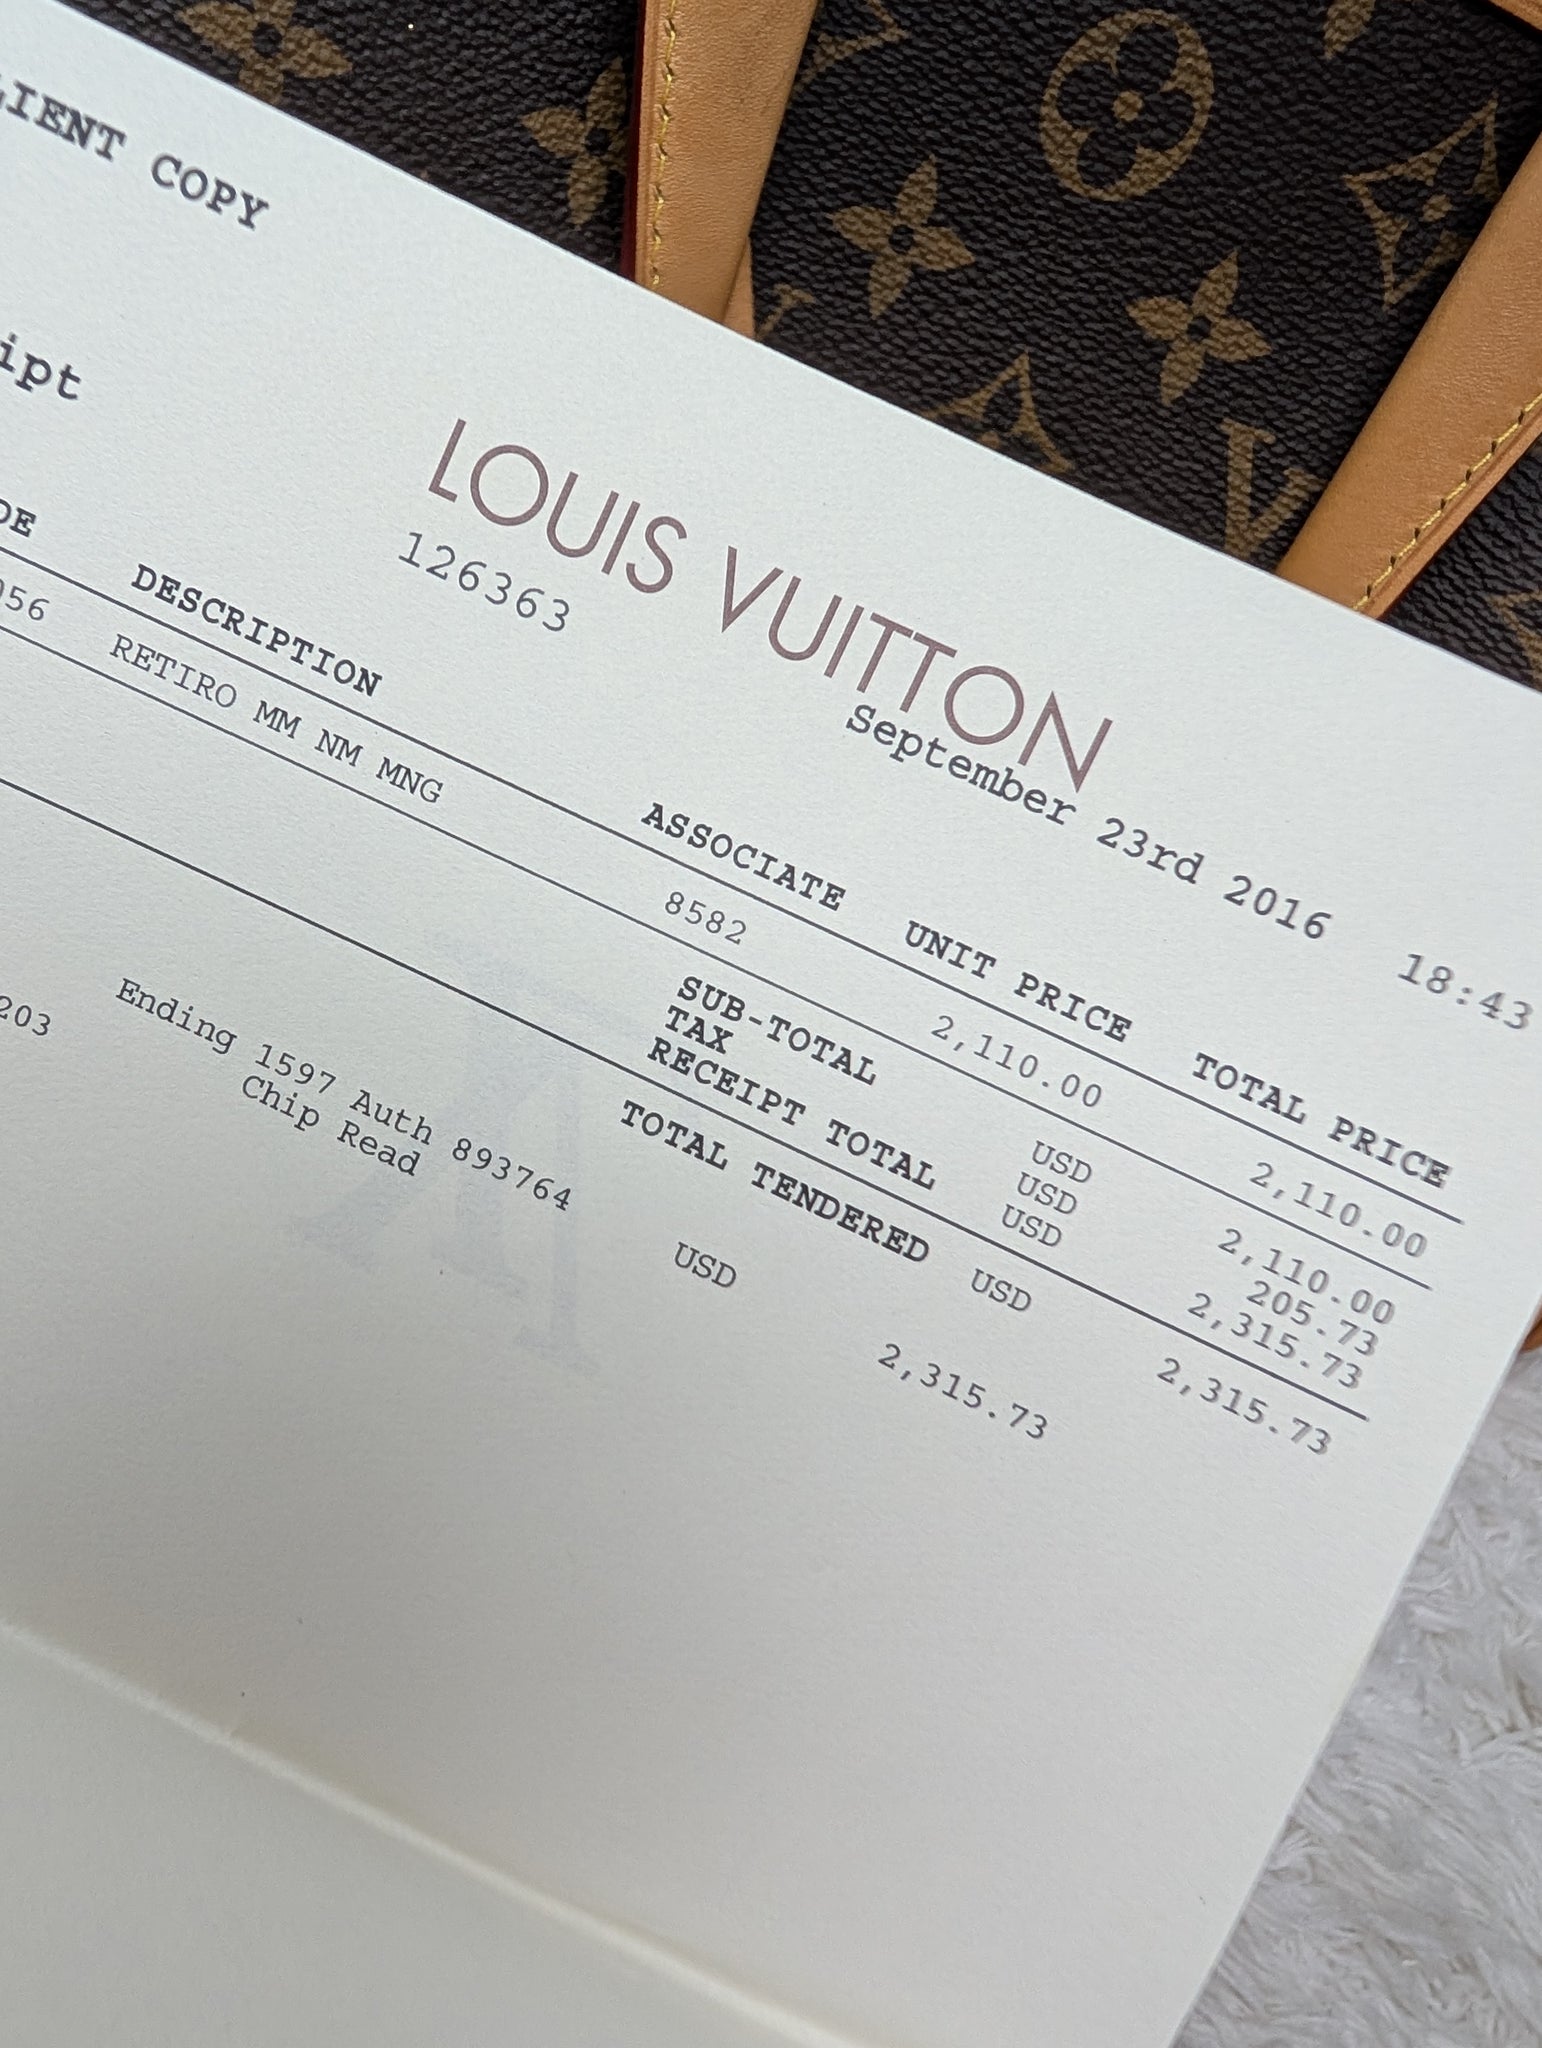 LIENT COPY
ipt
LOUIS VUITTON
126363 September 23rd 2016 18:43
DE DESCRIPTION ASSOCIATE UNIT PRICE TOTAL PRICE
056 RETIRO MM NM MNG 8582 2,110.00 2,110.00
SUB-TOTAL USD 2,110.00
TAX USD 205.73
RECEIPT TOTAL USD 2,315.73
TOTAL TENDERED USD 2,315.73
203 Ending 1597 Auth 893764 USD 2,315.73
Chip Read